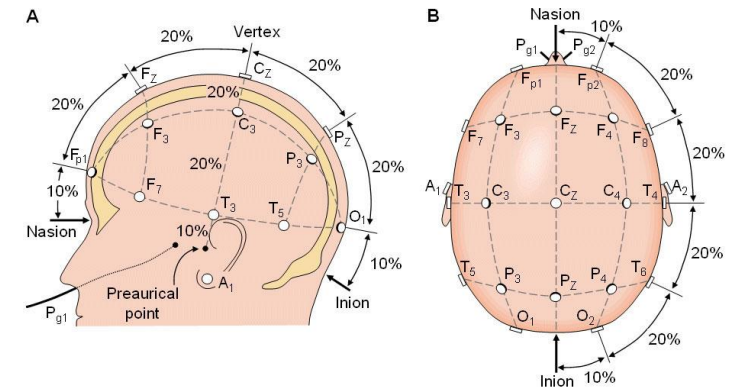 A
Vertex
20%
20%
20%
20%
20%
20%
10%
10%
10%
FZ
CZ
PZ
Fp1
F3
C3
P3
F7
T3
T5
O1
A1
Nasion
Preaurical
point
Pg1
Inion
B
Nasion
10%
Pg1
Pg2
Fp1
Fp2
20%
F7
F3
FZ
F4
F8
20%
A1
T3
C3
CZ
C4
T4
A2
20%
T5
P3
PZ
P4
T6
O1
O2
20%
Inion
10%